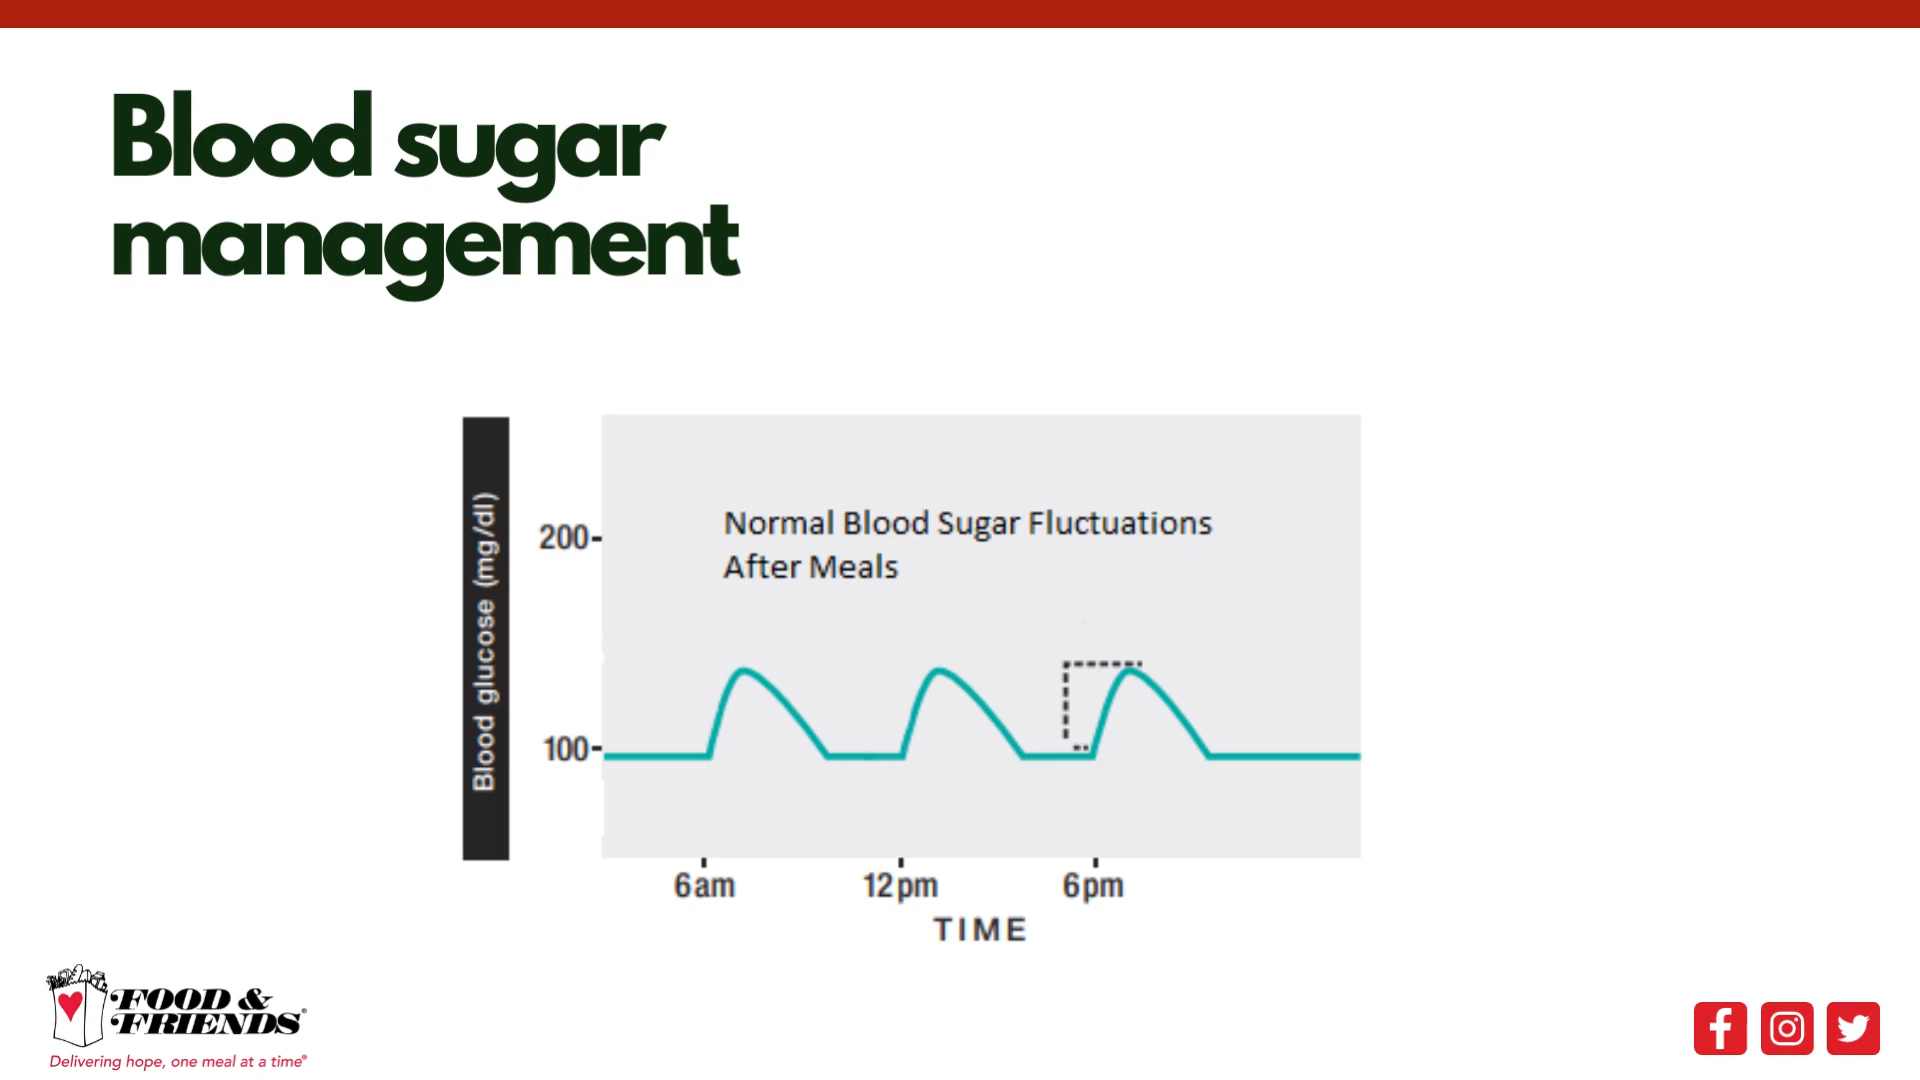 Blood sugar
management
Blood glucose (mg/dl)
200
100
Normal Blood Sugar Fluctuations
After Meals
6am
12pm
6pm
TIME
FOOD &
FRIENDS®
Delivering hope, one meal at a time®